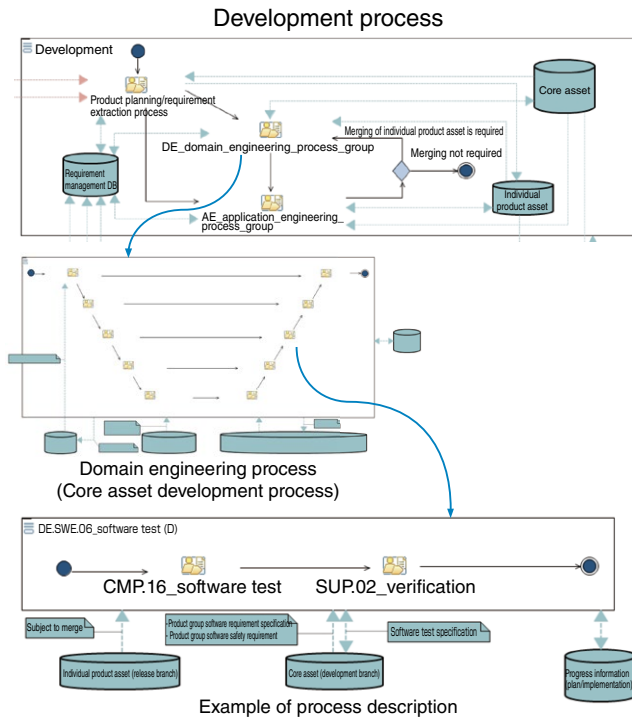 Development process
Development
Product planning/requirement
extraction process
Core asset
Merging of individual product asset is required
DE_domain_engineering_process_group
Merging not required
Requirement
management DB
Individual
product asset
AE_application_engineering_
process_group
Domain engineering process
(Core asset development process)
DE.SWE.06_software test (D)
CMP.16_software test
SUP.02_verification
Subject to merge
- Product group software requirement specification
- Product group software safety requirement
Software test specification
Individual product asset (release branch)
Core asset (development branch)
Progress information
(plan/implementation)
Example of process description